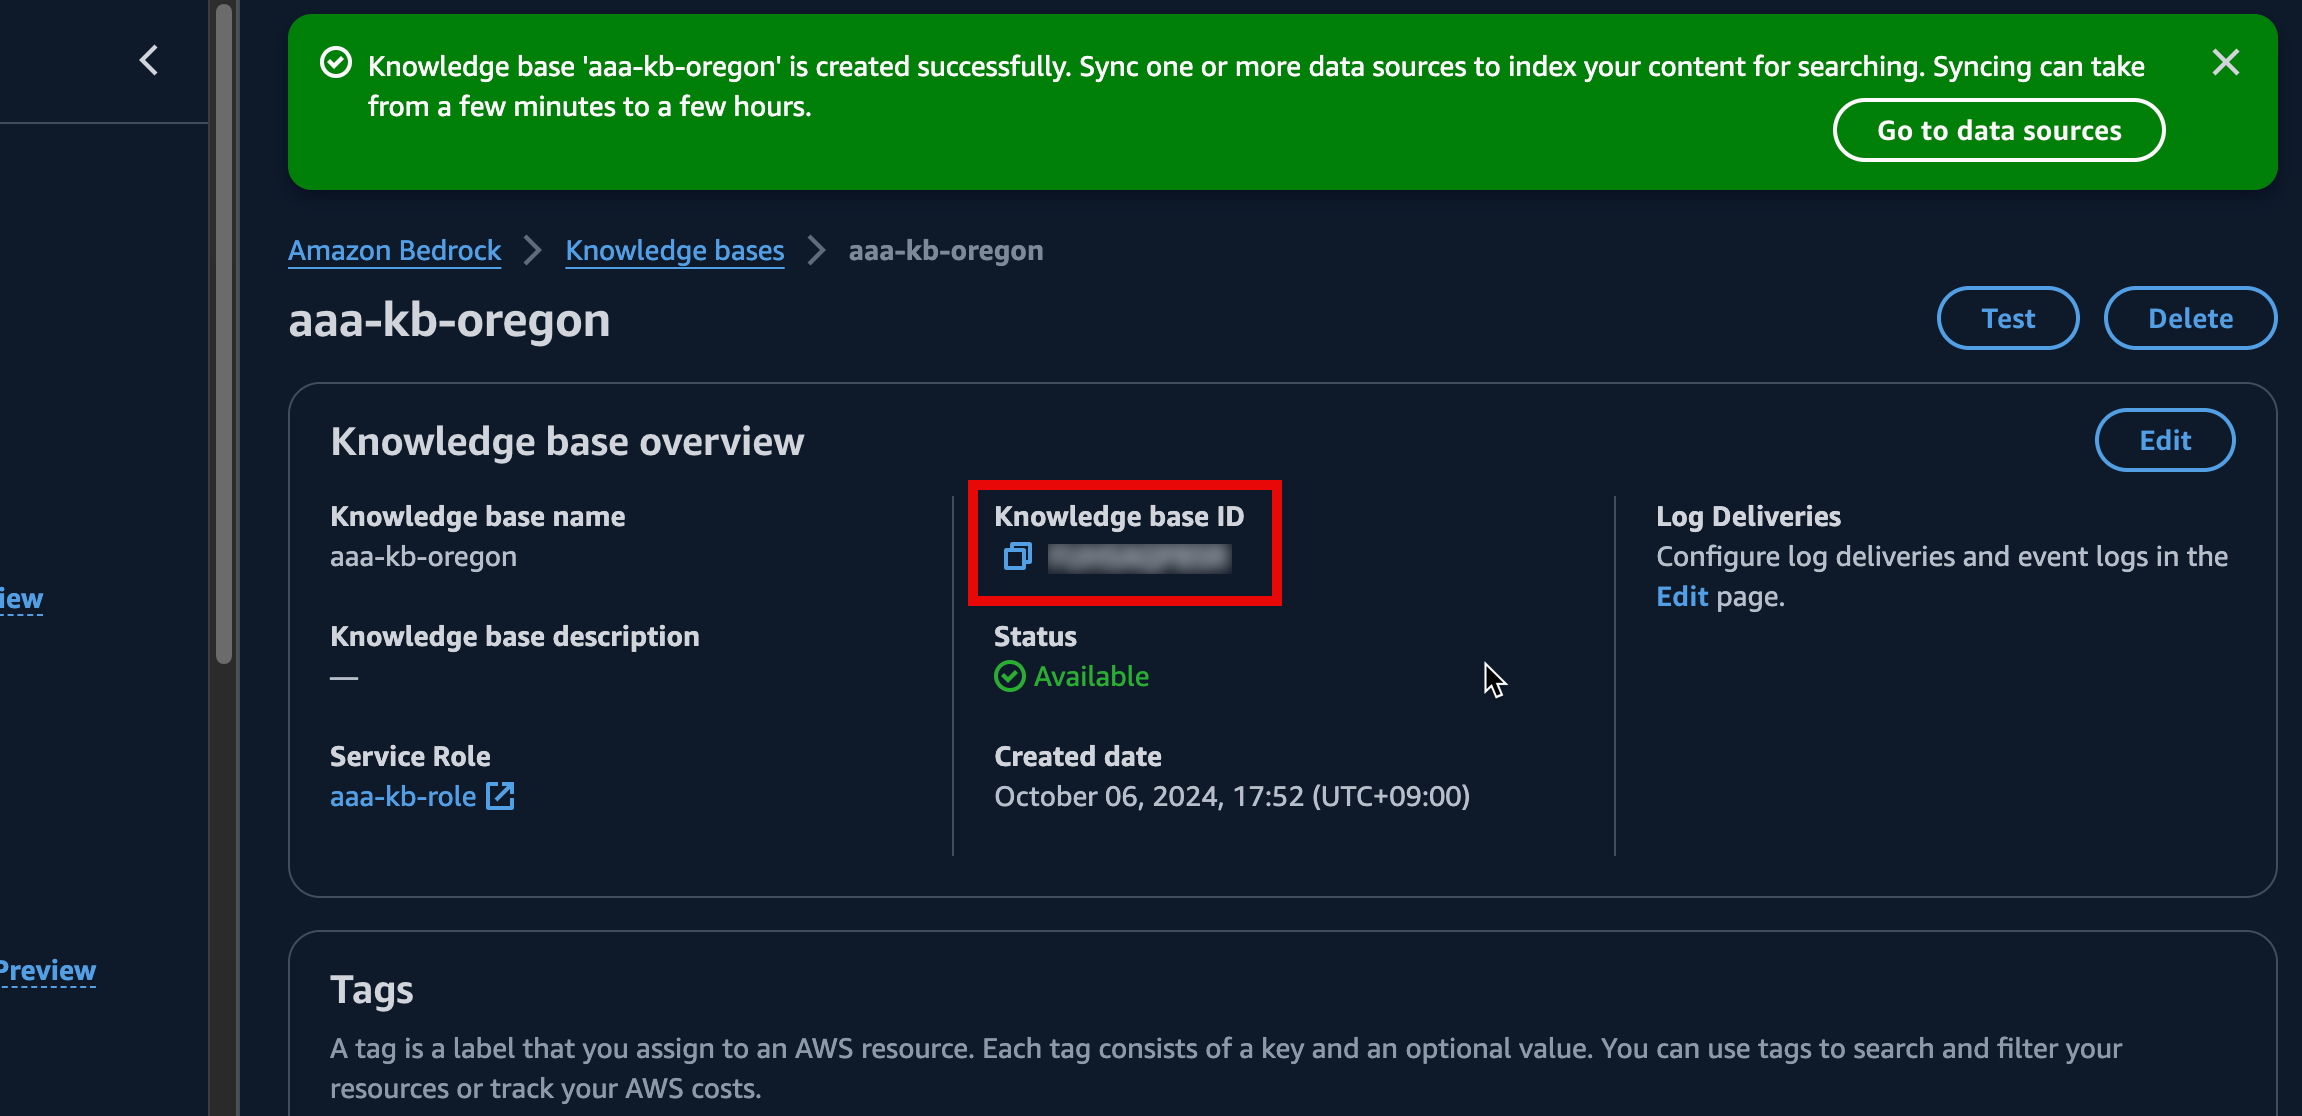 Knowledge base 'aaa-kb-oregon' is created successfully. Sync one or more data sources to index your content for searching. Syncing can take
from a few minutes to a few hours.
Go to data sources
Amazon Bedrock
Knowledge bases
aaa-kb-oregon
aaa-kb-oregon
Test
Delete
Knowledge base overview
Edit
Knowledge base name
aaa-kb-oregon
Knowledge base description
—
Service Role
aaa-kb-role
Knowledge base ID
Status
Available
Created date
October 06, 2024, 17:52 (UTC+09:00)
Log Deliveries
Configure log deliveries and event logs in the
Edit page.
iew
Preview
Tags
A tag is a label that you assign to an AWS resource. Each tag consists of a key and an optional value. You can use tags to search and filter your
resources or track your AWS costs.